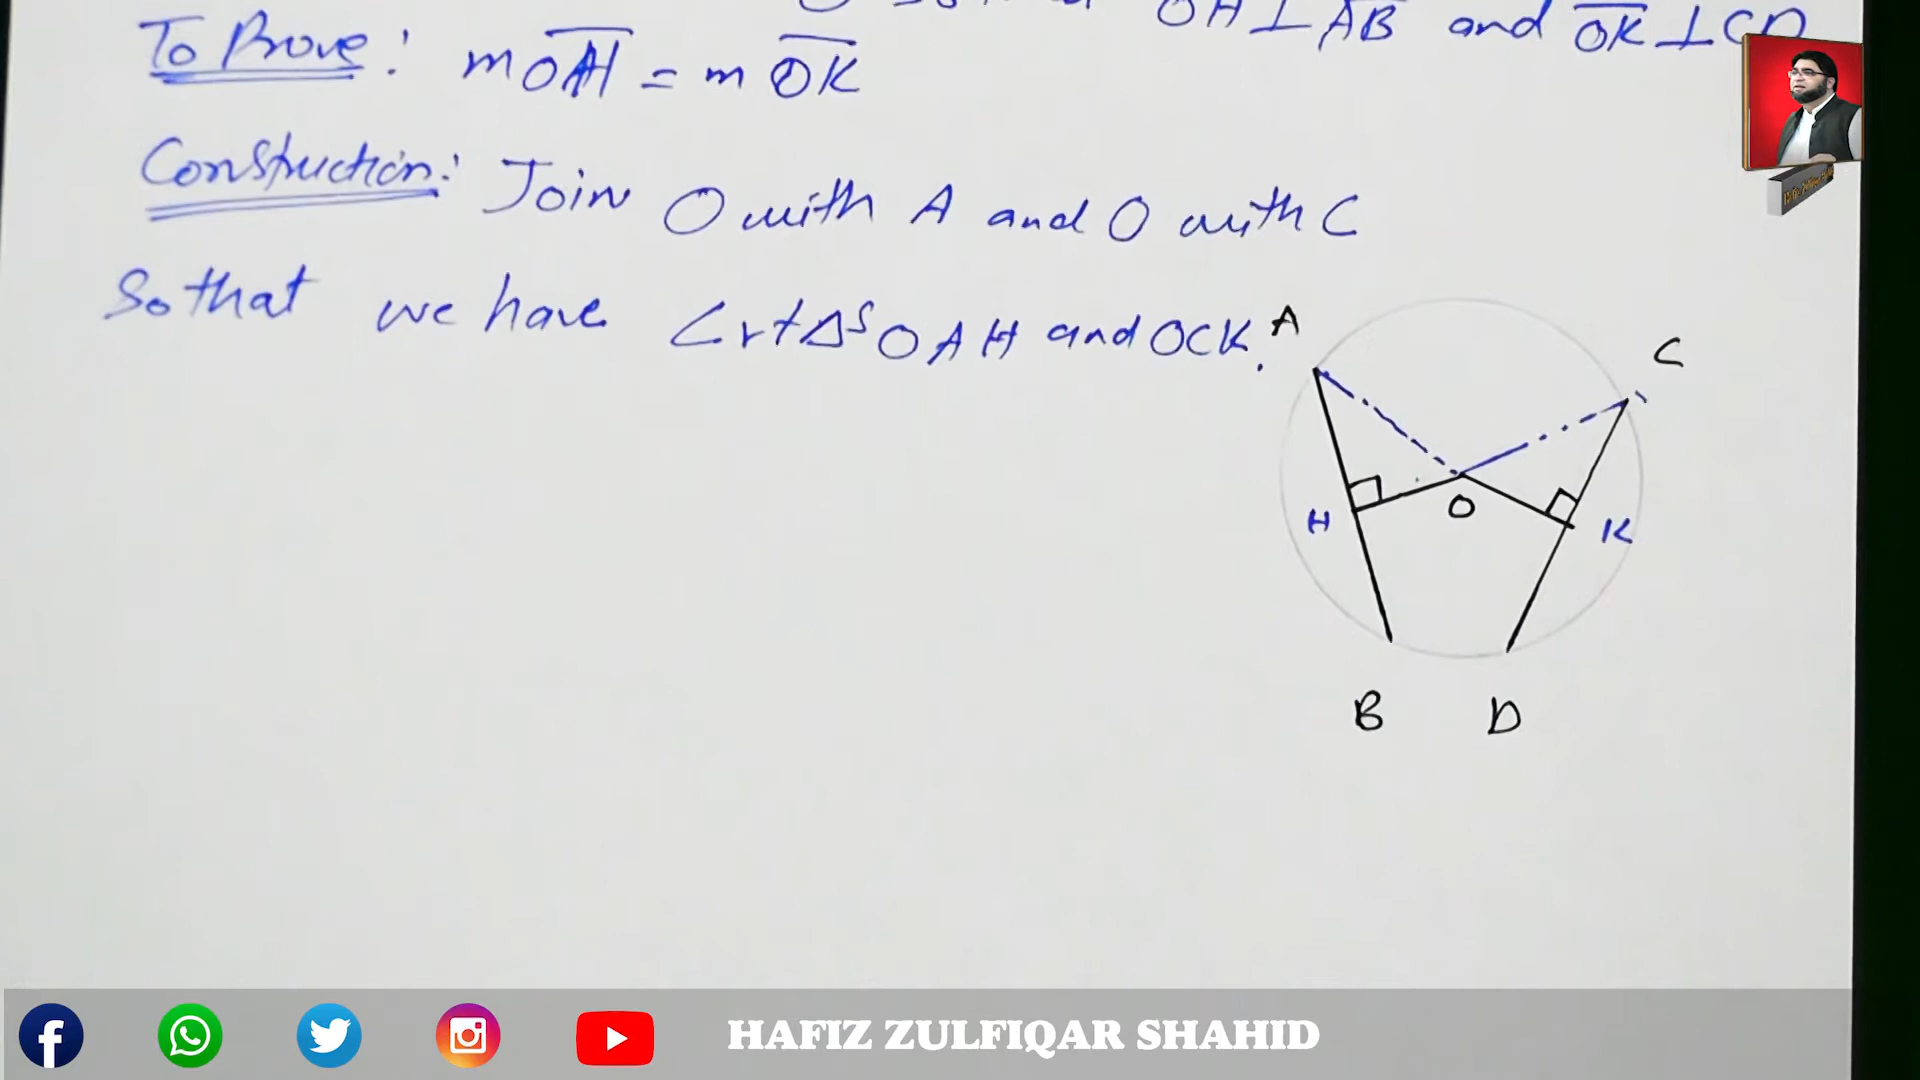 OH⊥AB and OK⊥CD
To Prove: mOH = mOK
Construction: Join O with A and O with C
So that we have ∠rt Δs OAH and OCK.
A
C
H
O
K
B D
HAFIZ ZULFIQAR SHAHID